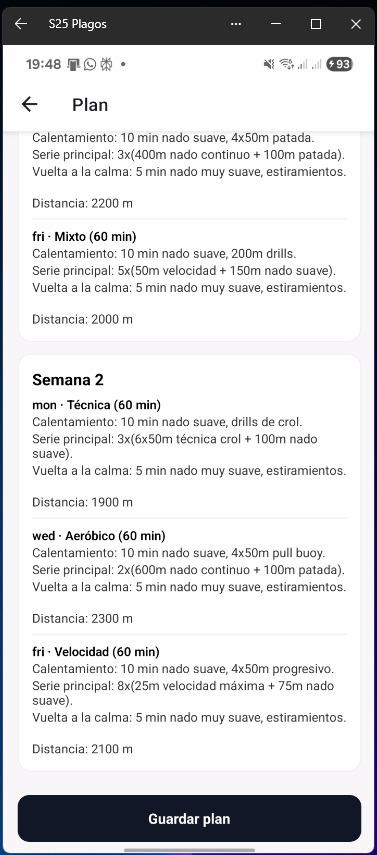 S25 Plagos
19:48
93
Plan
Calentamiento: 10 min nado suave, 4x50m patada.
Serie principal: 3x(400m nado continuo + 100m patada).
Vuelta a la calma: 5 min nado muy suave, estiramientos.
Distancia: 2200 m
fri · Mixto (60 min)
Calentamiento: 10 min nado suave, 200m drills.
Serie principal: 5x(50m velocidad + 150m nado suave).
Vuelta a la calma: 5 min nado muy suave, estiramientos.
Distancia: 2000 m
Semana 2
mon · Técnica (60 min)
Calentamiento: 10 min nado suave, drills de crol.
Serie principal: 3x(6x50m técnica crol + 100m nado
suave).
Vuelta a la calma: 5 min nado muy suave, estiramientos.
Distancia: 1900 m
wed · Aeróbico (60 min)
Calentamiento: 10 min nado suave, 4x50m pull buoy.
Serie principal: 2x(600m nado continuo + 100m patada).
Vuelta a la calma: 5 min nado muy suave, estiramientos.
Distancia: 2300 m
fri · Velocidad (60 min)
Calentamiento: 10 min nado suave, 4x50m progresivo.
Serie principal: 8x(25m velocidad máxima + 75m nado
suave).
Vuelta a la calma: 5 min nado muy suave, estiramientos.
Distancia: 2100 m
Guardar plan